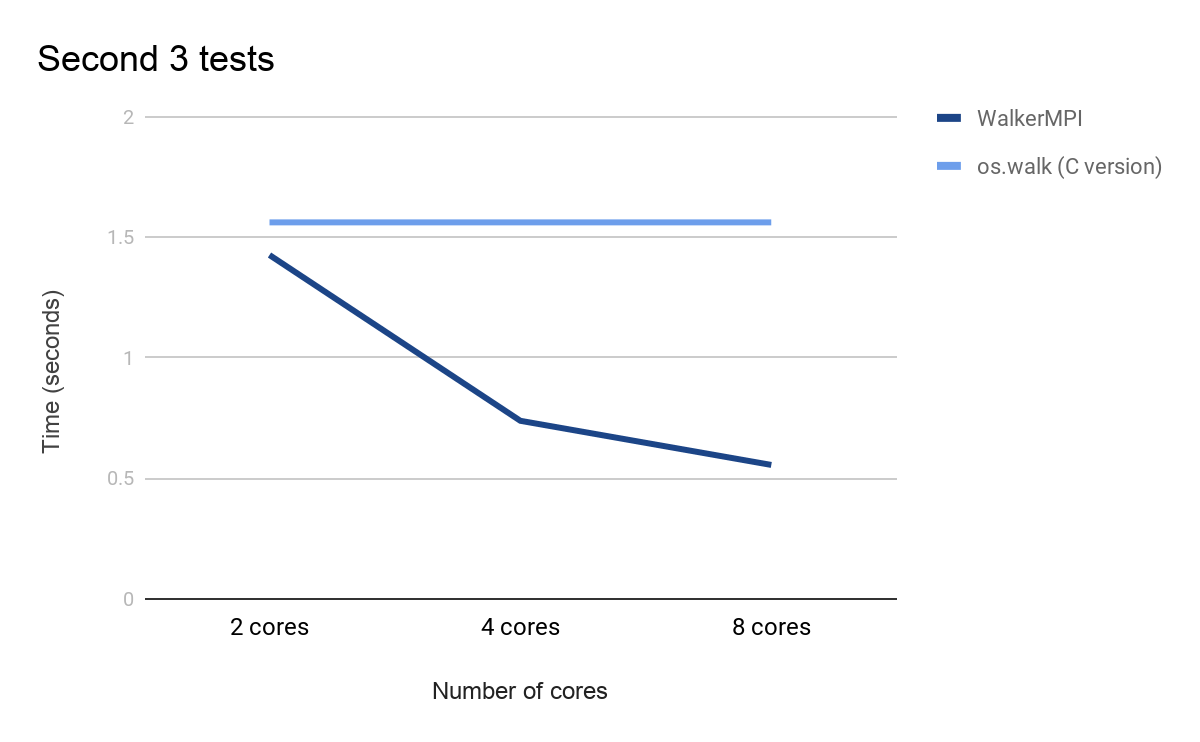 Second 3 tests
WalkerMPI
os.walk (C version)
2
1.5
1
0.5
0
Time (seconds)
2 cores
4 cores
8 cores
Number of cores